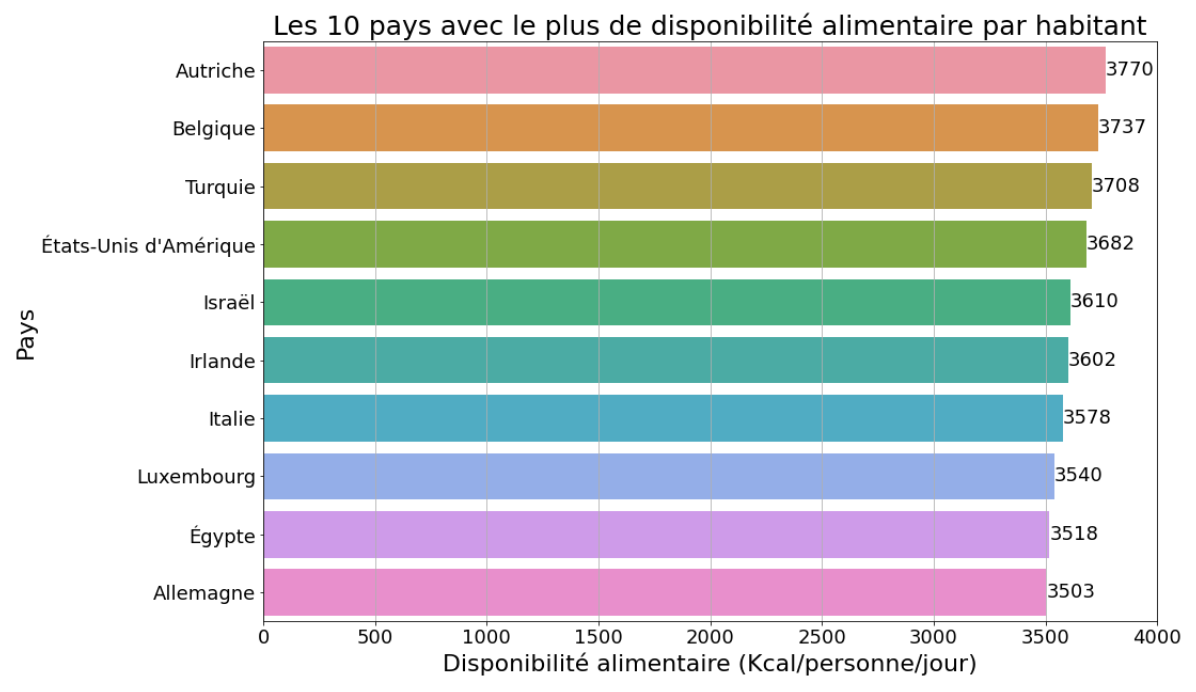 Les 10 pays avec le plus de disponibilité alimentaire par habitant
Pays
Autriche 3770
Belgique 3737
Turquie 3708
États-Unis d'Amérique 3682
Israël 3610
Irlande 3602
Italie 3578
Luxembourg 3540
Égypte 3518
Allemagne 3503
0 500 1000 1500 2000 2500 3000 3500 4000
Disponibilité alimentaire (Kcal/personne/jour)